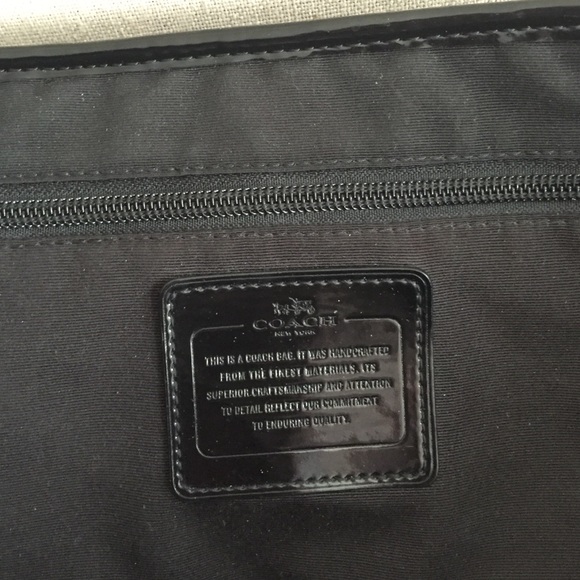 COACH
NEW YORK
THIS IS A COACH BAG. IT WAS HANDCRAFTED
FROM THE FINEST MATERIALS. ITS
SUPERIOR CRAFTSMANSHIP AND ATTENTION
TO DETAIL REFLECT OUR COMMITMENT
TO ENDURING QUALITY.